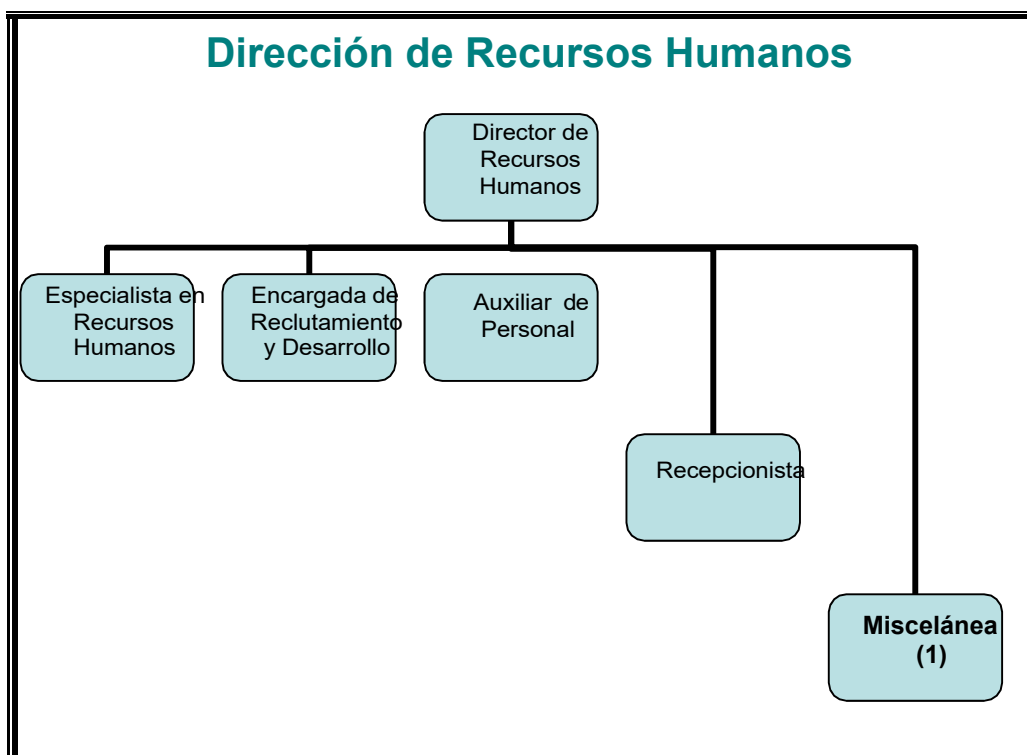 Dirección de Recursos Humanos
Director de
Recursos
Humanos
Especialista en
Recursos
Humanos
Encargada de
Reclutamiento
y Desarrollo
Auxiliar de
Personal
Recepcionista
Miscelánea
(1)